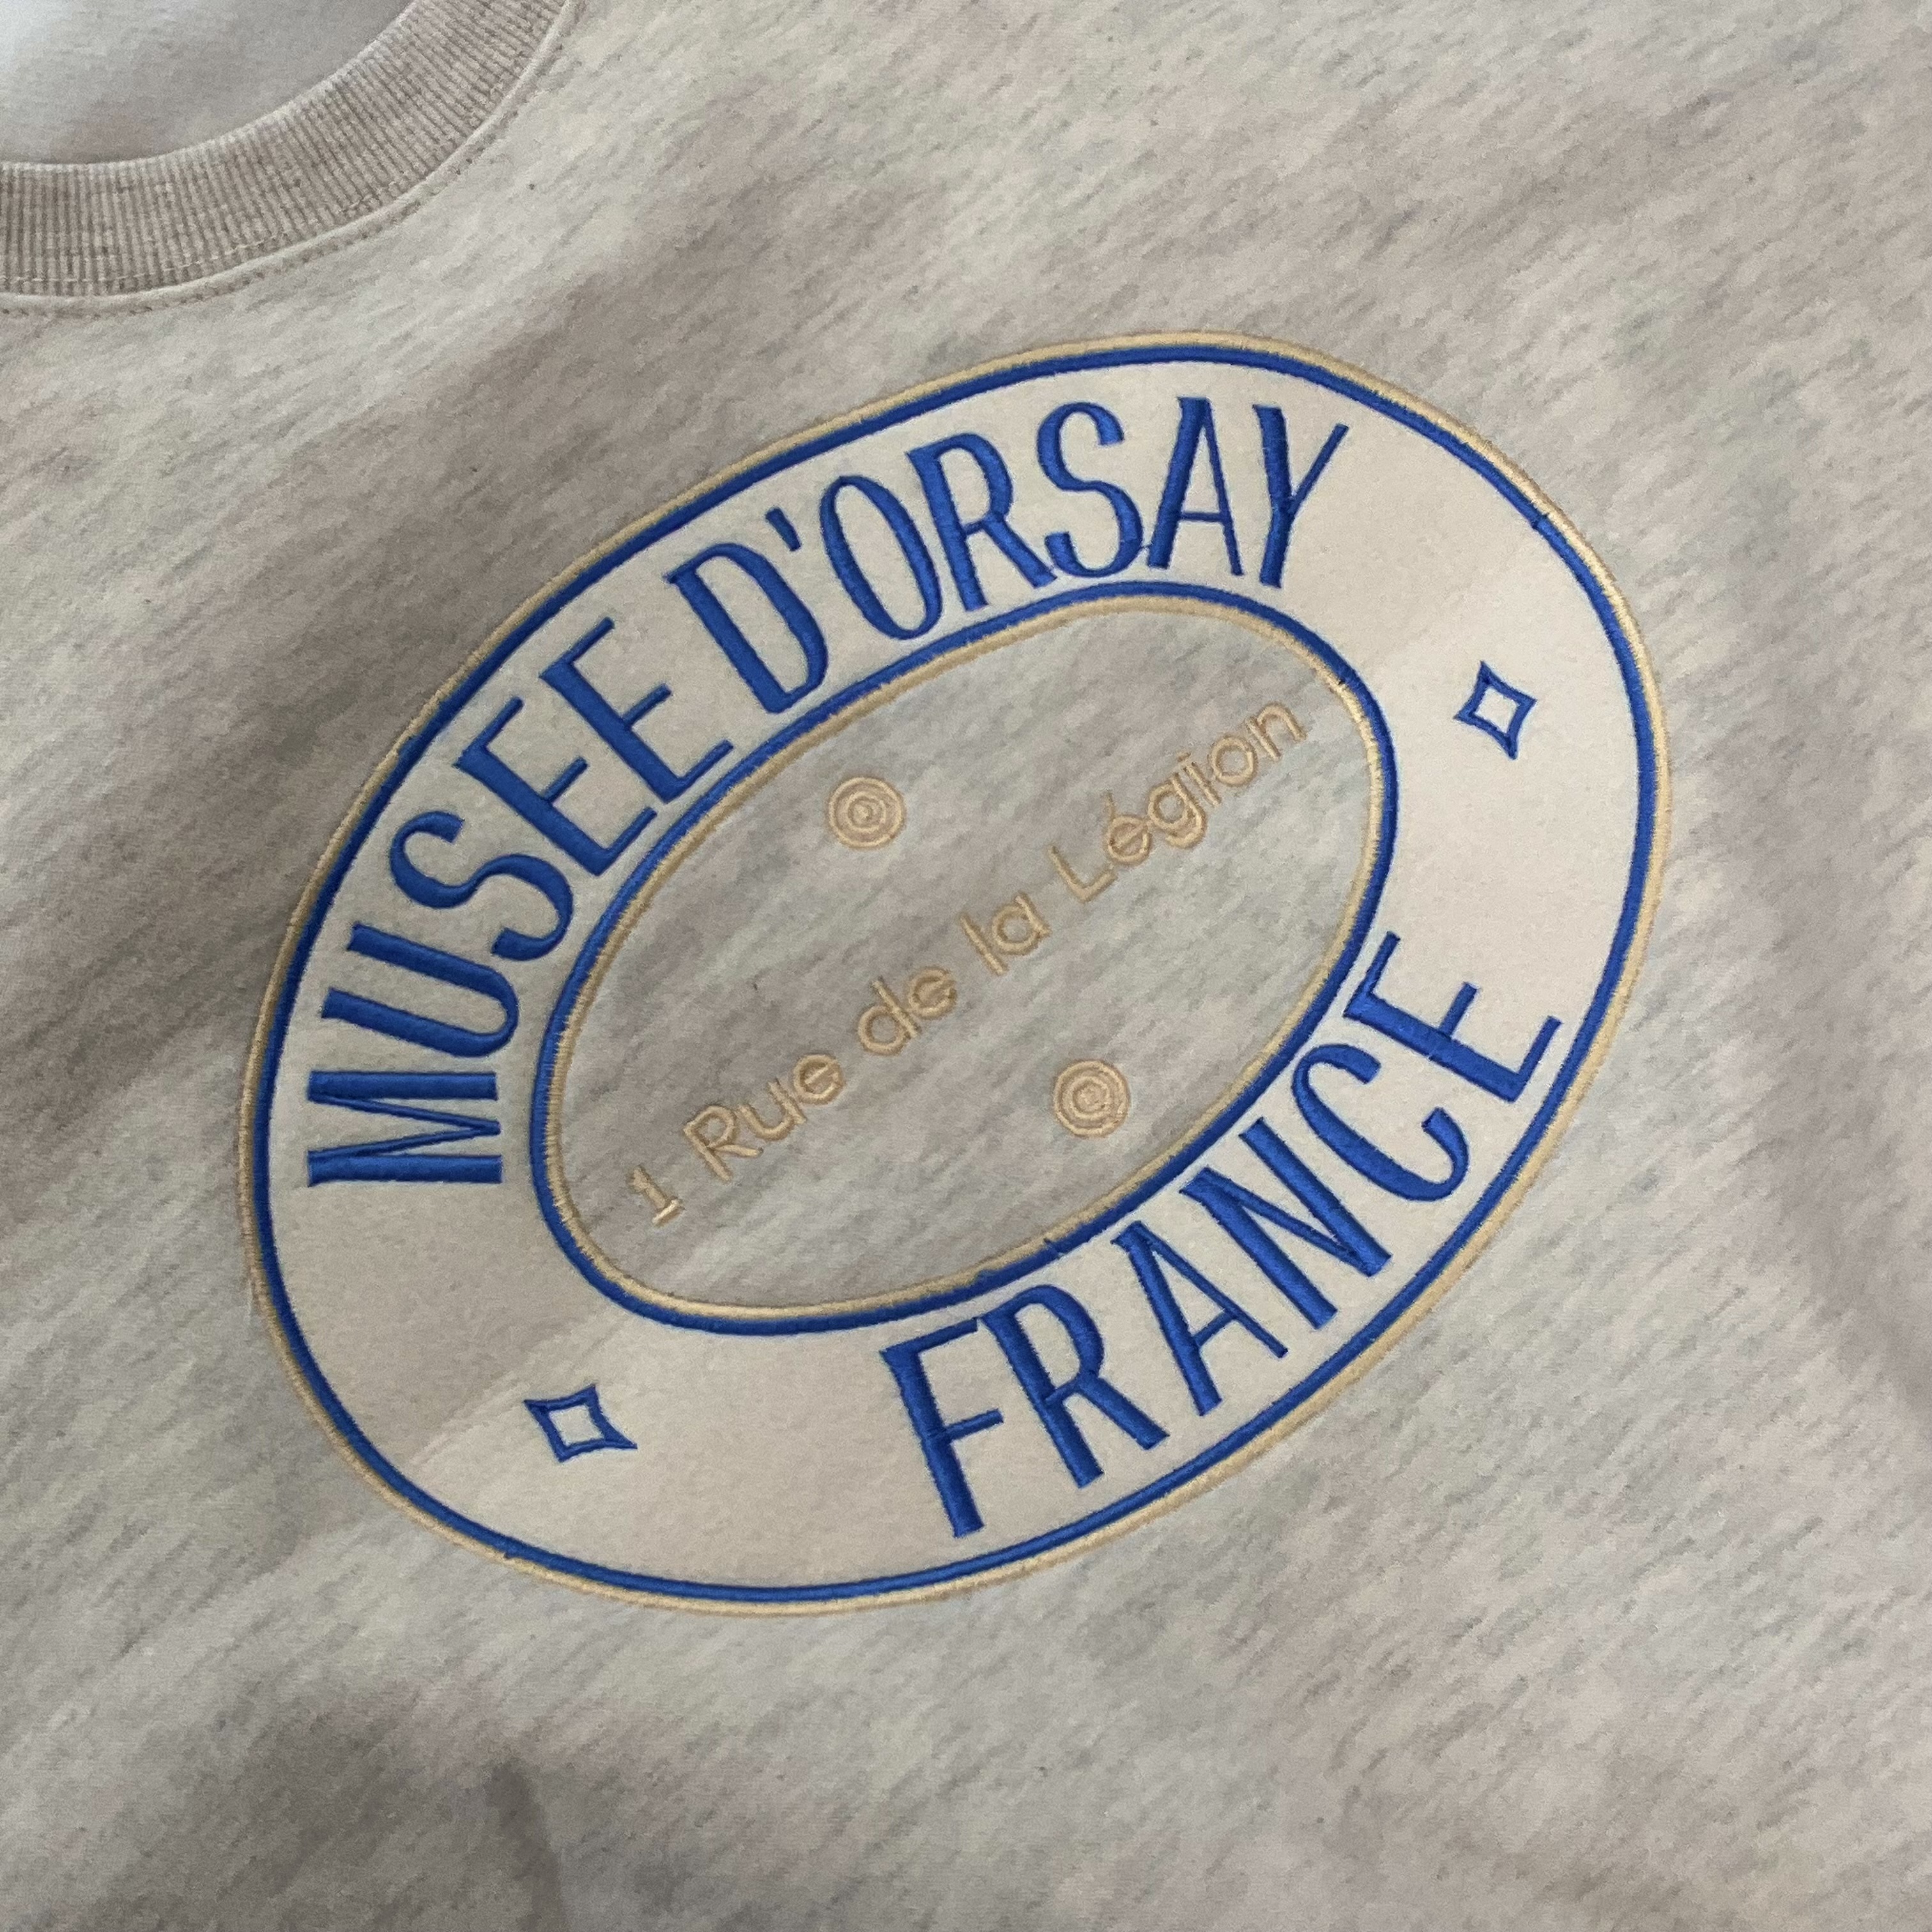 MUSEE D'ORSAY
1 Rue de la Légion
FRANCE